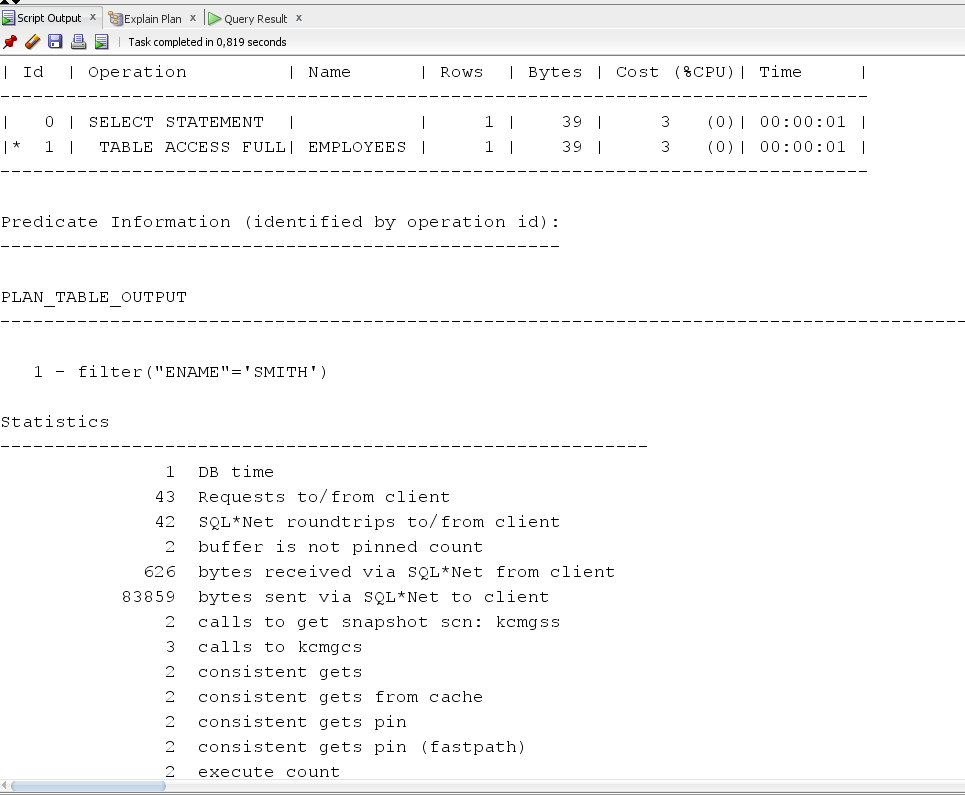 Script Output x Explain Plan x Query Result x
Task completed in 0,819 seconds
| Id  | Operation         | Name      | Rows  | Bytes | Cost (%CPU)| Time     |
-------------------------------------------------------------------------------
|   0 | SELECT STATEMENT  |           |     1 |    39 |     3   (0)| 00:00:01 |
|*  1 |  TABLE ACCESS FULL| EMPLOYEES |     1 |    39 |     3   (0)| 00:00:01 |
-------------------------------------------------------------------------------
Predicate Information (identified by operation id):
---------------------------------------------------
PLAN_TABLE_OUTPUT
----------------------------------------------------------------------------------------
1 - filter("ENAME"='SMITH')
Statistics
-----------------------------------------------------------
1 DB time
43 Requests to/from client
42 SQL*Net roundtrips to/from client
2 buffer is not pinned count
626 bytes received via SQL*Net from client
83859 bytes sent via SQL*Net to client
2 calls to get snapshot scn: kcmgss
3 calls to kcmgcs
2 consistent gets
2 consistent gets from cache
2 consistent gets pin
2 consistent gets pin (fastpath)
2 execute count